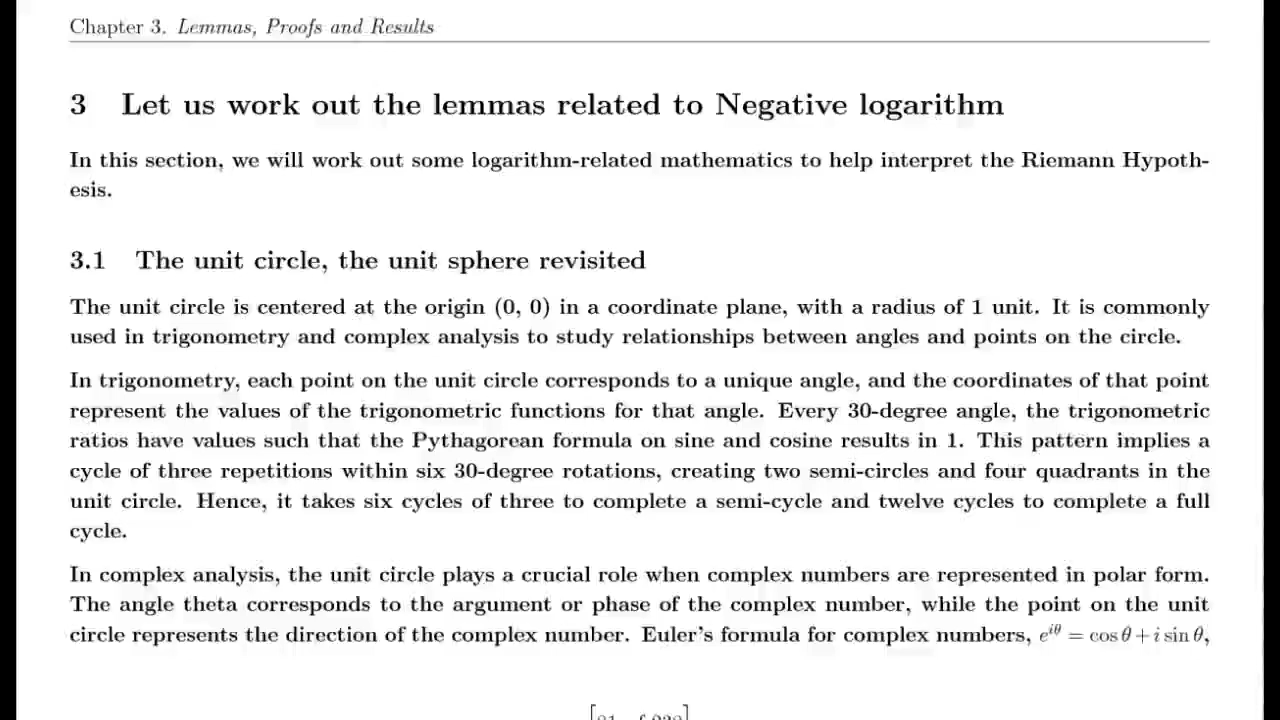 Chapter 3. Lemmas, Proofs and Results
3 Let us work out the lemmas related to Negative logarithm
In this section, we will work out some logarithm-related mathematics to help interpret the Riemann Hypoth-
esis.
3.1 The unit circle, the unit sphere revisited
The unit circle is centered at the origin (0, 0) in a coordinate plane, with a radius of 1 unit. It is commonly
used in trigonometry and complex analysis to study relationships between angles and points on the circle.
In trigonometry, each point on the unit circle corresponds to a unique angle, and the coordinates of that point
represent the values of the trigonometric functions for that angle. Every 30-degree angle, the trigonometric
ratios have values such that the Pythagorean formula on sine and cosine results in 1. This pattern implies a
cycle of three repetitions within six 30-degree rotations, creating two semi-circles and four quadrants in the
unit circle. Hence, it takes six cycles of three to complete a semi-cycle and twelve cycles to complete a full
cycle.
In complex analysis, the unit circle plays a crucial role when complex numbers are represented in polar form.
The angle theta corresponds to the argument or phase of the complex number, while the point on the unit
circle represents the direction of the complex number. Euler's formula for complex numbers, e^{iθ} = cos θ + i sin θ,